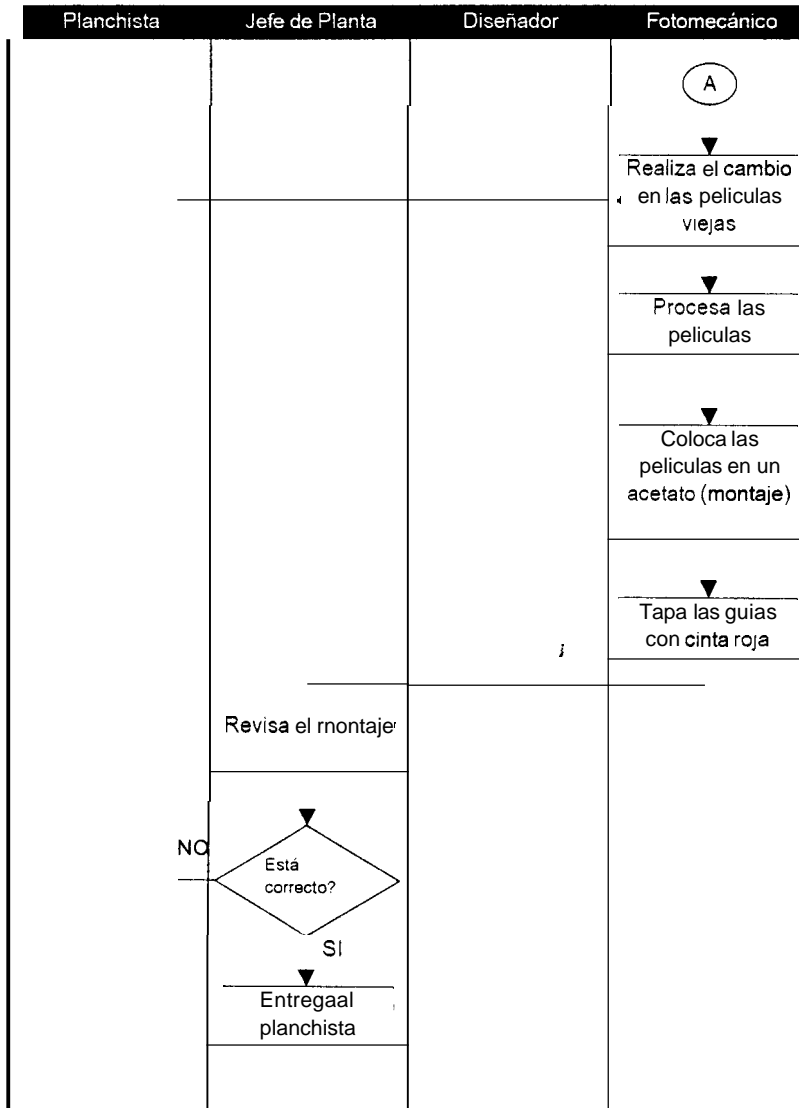 Planchista Jefe de Planta Diseñador Fotomecánico
A
Realiza el cambio
en las peliculas
viejas
Procesa las
peliculas
Coloca las
peliculas en un
acetato (montaje)
Tapa las guias
con cinta roja
Revisa el montaje
NO
Está
correcto?
SI
Entregaal
planchista